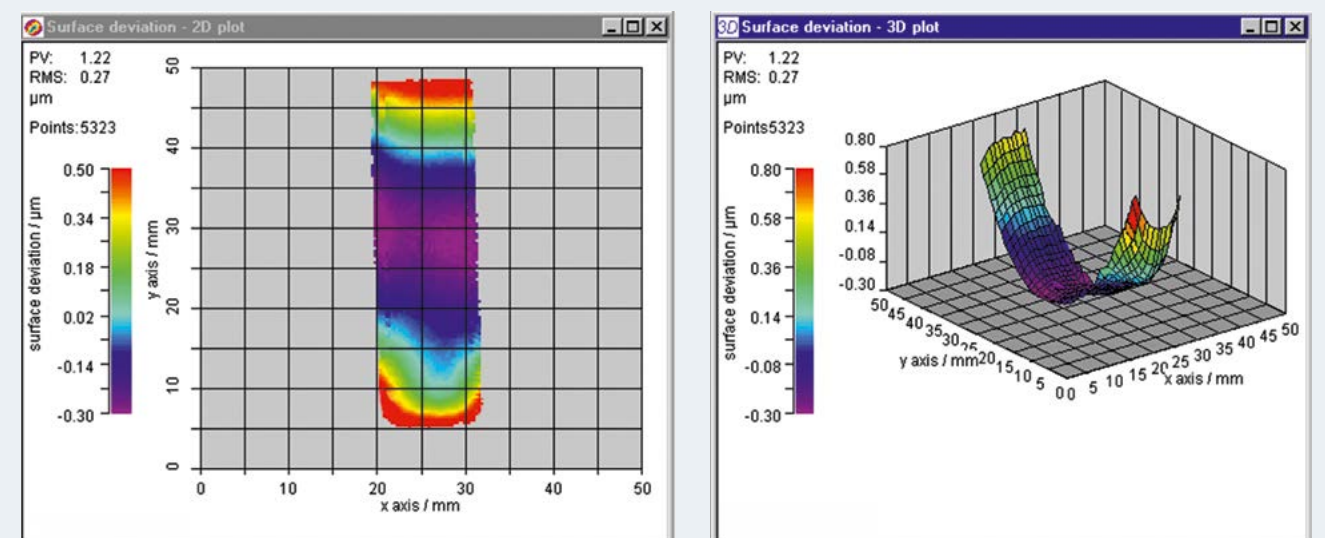 Surface deviation - 2D plot
PV: 1.22
RMS: 0.27
µm
Points:5323
0.50
0.34
0.18
0.02
-0.14
-0.30
surface deviation / µm
50
40
30
20
10
0
y axis / mm
0 10 20 30 40 50
x axis / mm
3D Surface deviation - 3D plot
PV: 1.22
RMS: 0.27
µm
Points5323
0.80
0.58
0.36
0.14
-0.08
-0.30
surface deviation / µm
0.80
0.58
0.36
0.14
-0.08
-0.30
50 45 40 35 30 25 20 15 10 5 0
y axis / mm
0 5 10 15 20 25 30 35 40 45 50
x axis / mm